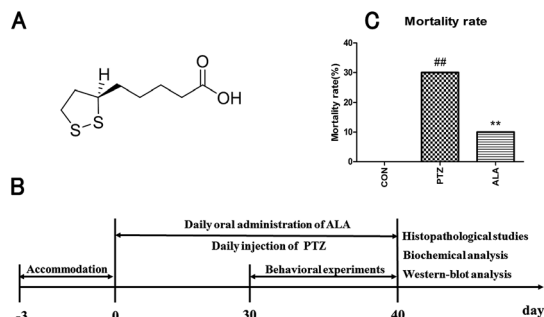 A
H
O
OH
S
S
C
Mortality rate
Mortality rate(%)
40
30
20
10
0
##
**
CON
PTZ
ALA
B
Daily oral administration of ALA
Daily injection of PTZ
Accommodation
Behavioral experiments
Histopathological studies
Biochemical analysis
Western-blot analysis
-3
0
30
40
day